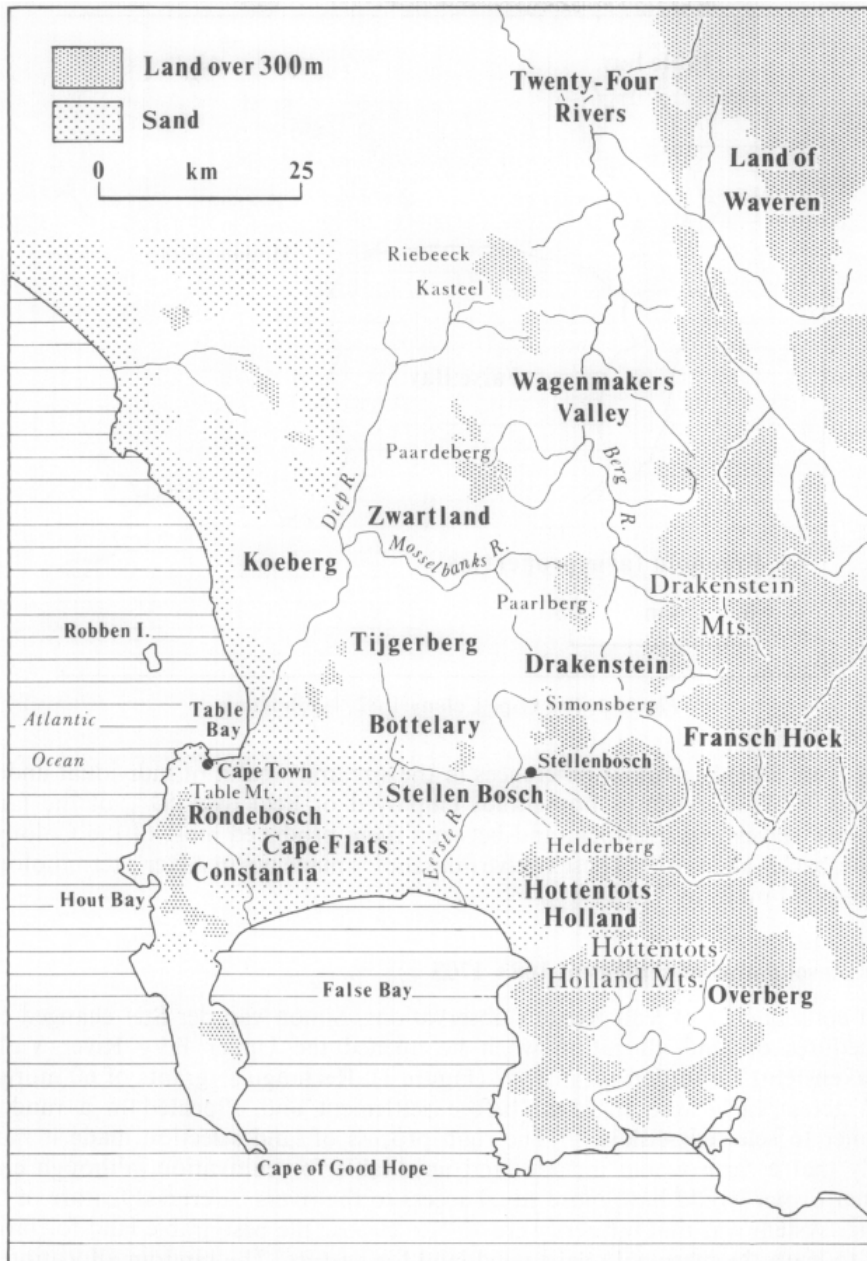 Land over 300m
Sand
0 km 25
Twenty-Four
Rivers
Land of
Waveren
Riebeeck
Kasteel
Wagenmakers
Valley
Paardeberg
Berg R.
Diep R.
Zwartland
Mosselbanks R.
Koeberg
Drakenstein
Mts.
Paarlberg
Robben I.
Tijgerberg
Drakenstein
Simonsberg
Atlantic
Ocean
Table
Bay
Bottelary
Fransch Hoek
Cape Town
Stellenbosch
Table Mt.
Stellen Bosch
Rondebosch
Cape Flats
Eerste R.
Helderberg
Constantia
Hout Bay
Hottentots
Holland
Hottentots
Holland Mts.
Overberg
False Bay
Cape of Good Hope